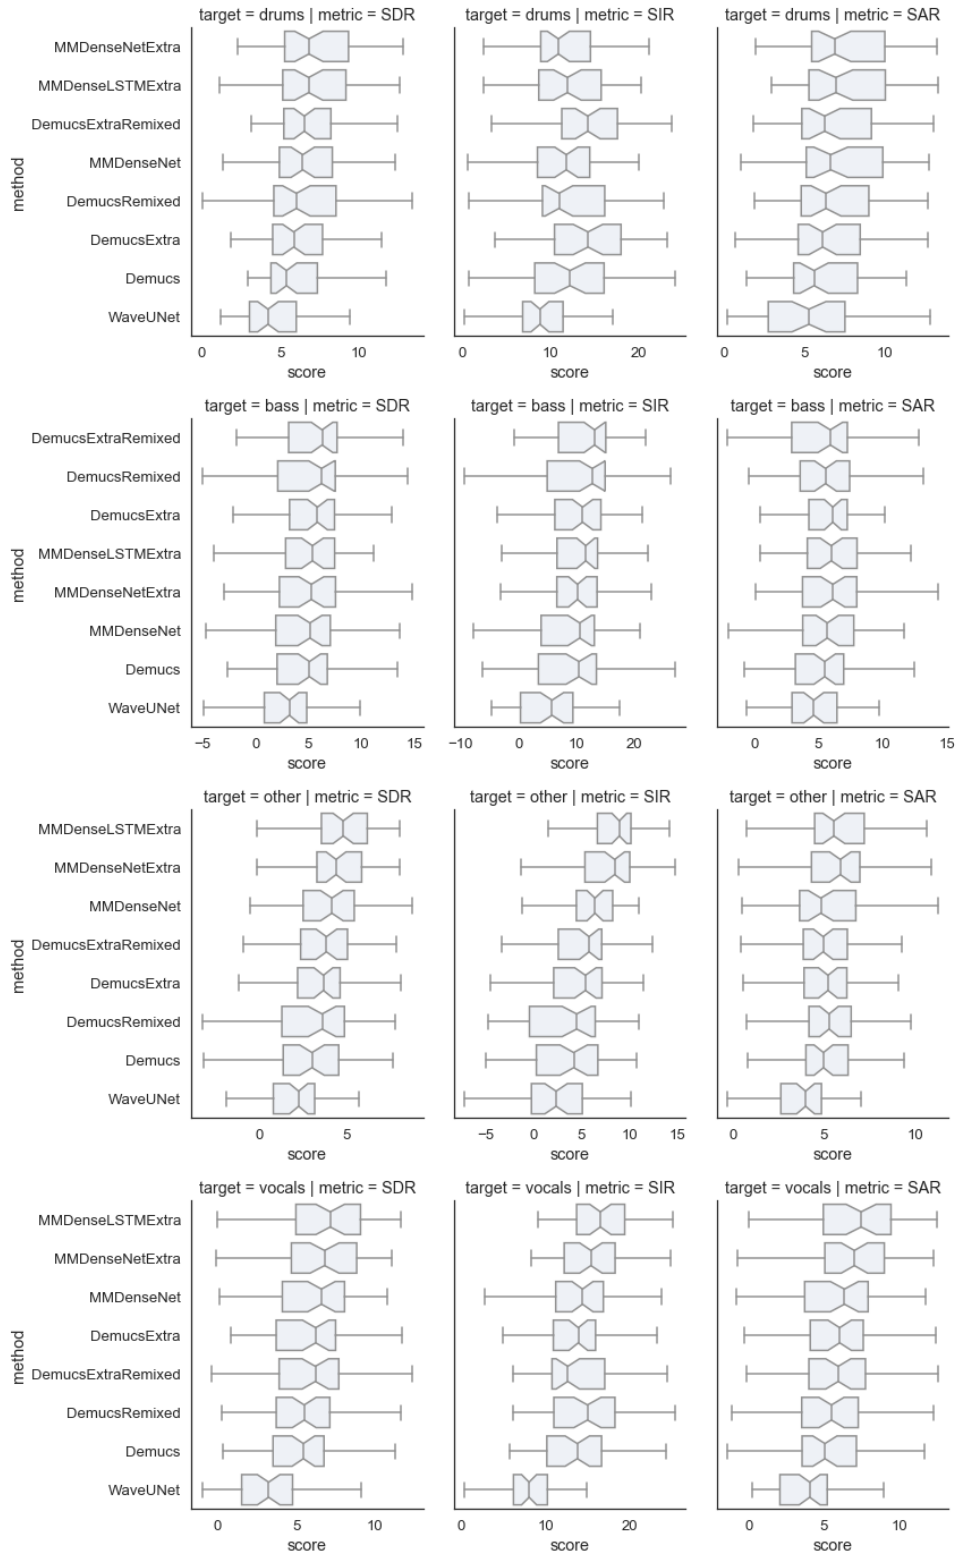 target = drums | metric = SDR target = drums | metric = SIR target = drums | metric = SAR
MMDenseNetExtra
MMDenseLSTMExtra
DemucsExtraRemixed
MMDenseNet
DemucsRemixed
DemucsExtra
Demucs
WaveUNet
method
0 5 10 0 10 20 0 5 10
score score score
target = bass | metric = SDR target = bass | metric = SIR target = bass | metric = SAR
DemucsExtraRemixed
DemucsRemixed
DemucsExtra
MMDenseLSTMExtra
MMDenseNetExtra
MMDenseNet
Demucs
WaveUNet
method
−5 0 5 10 15 −10 0 10 20 0 5 10 15
score score score
target = other | metric = SDR target = other | metric = SIR target = other | metric = SAR
MMDenseLSTMExtra
MMDenseNetExtra
MMDenseNet
DemucsExtraRemixed
DemucsExtra
DemucsRemixed
Demucs
WaveUNet
method
0 5 −5 0 5 10 15 0 5 10
score score score
target = vocals | metric = SDR target = vocals | metric = SIR target = vocals | metric = SAR
MMDenseLSTMExtra
MMDenseNetExtra
MMDenseNet
DemucsExtra
DemucsExtraRemixed
DemucsRemixed
Demucs
WaveUNet
method
0 5 10 0 10 20 0 5 10
score score score